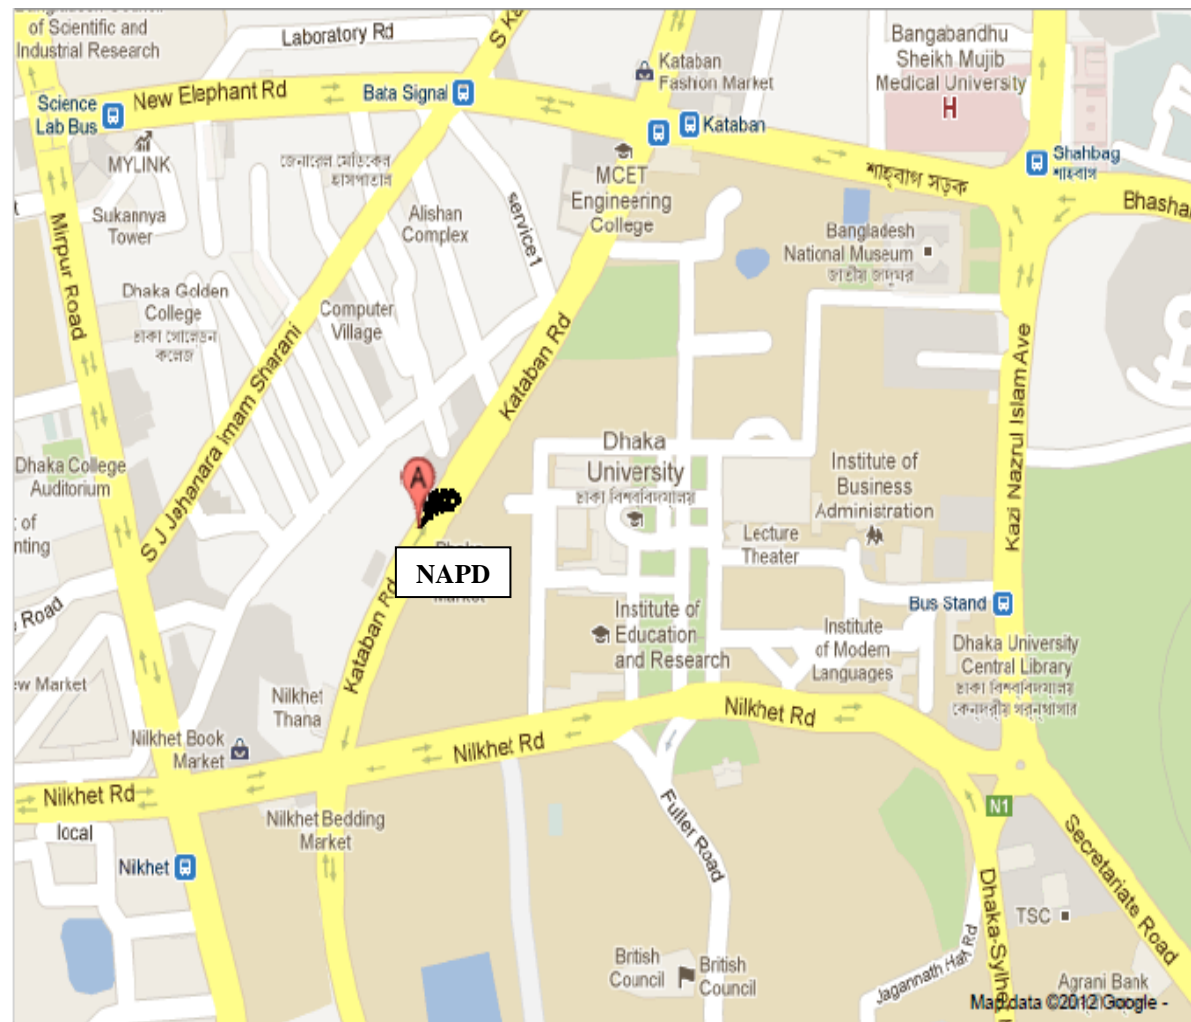 of Scientific and
Industrial Research
Laboratory Rd
Bangabandhu
Sheikh Mujib
Medical University
H
Kataban
Fashion Market
New Elephant Rd
Bata Signal
Science
Lab Bus
Kataban
MYLINK
জেনারেল মেডিকেল
হাসপাতাল
MCET
Engineering
College
শাহ্‌বাগ সড়ক
Shahbag
শাহ্‌বাগ
service1
Mirpur Road
Sukannya
Tower
Alishan
Complex
Bangladesh
National Museum
জাতীয় জাদুঘর
Dhaka Golden
College
ঢাকা গোল্ডেন
কলেজ
Computer
Village
S J Jahanara Imam Sharani
Kataban Rd
Kazi Nazrul Islam Ave
Dhaka
University
ঢাকা বিশ্ববিদ্যালয়
Dhaka College
Auditorium
A
Institute of
Business
Administration
Lecture
Theater
NAPD
Kataban Rd
Road
Bus Stand
Institute of
Education
and Research
Institute
of Modern
Languages
Dhaka University
Central Library
ঢাকা বিশ্ববিদ্যালয়
কেন্দ্রীয় গ্রন্থাগার
Market
Nilkhet
Thana
Nilkhet Rd
Nilkhet Book
Market
Nilkhet Rd
Nilkhet Rd
local
Nilkhet Bedding
Market
N1
Nilkhet
Fuller Road
Secretariate Road
TSC
British
Council
British
Council
Jagannath Hall Rd
Agrani Bank
Map data ©2012 Google -